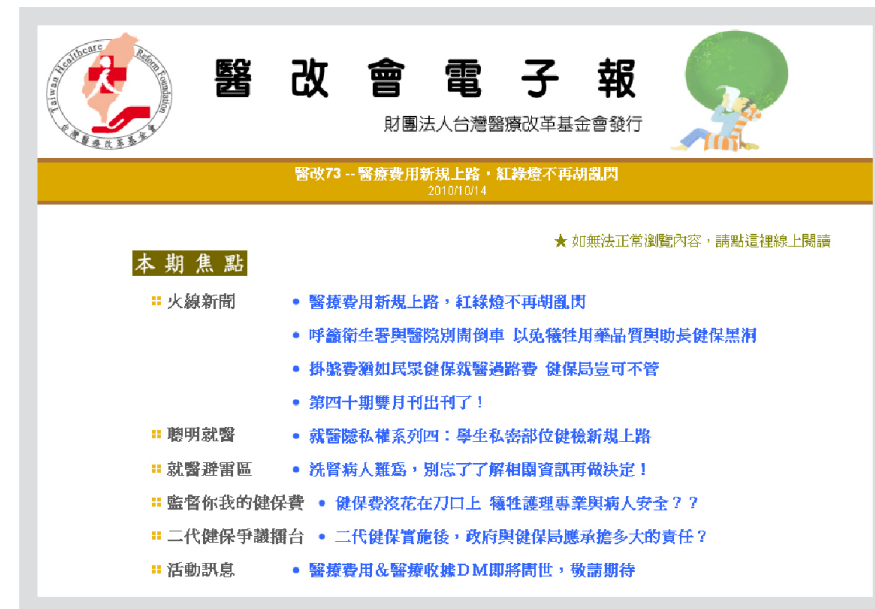 Taiwan Healthcare Reform Foundation
台灣醫療改革基金會
醫改會電子報
財團法人台灣醫療改革基金會發行
醫改73 -- 醫療費用新規上路，紅綠燈不再胡亂閃
2010/10/14
★ 如無法正常瀏覽內容，請點這裡線上閱讀
本期焦點
火線新聞 • 醫療費用新規上路，紅綠燈不再胡亂閃
• 呼籲衛生署與醫院別開倒車 以免犧牲用藥品質與助長健保黑洞
• 掛號費猶如民眾健保就醫過路費 健保局豈可不管
• 第四十期雙月刊出刊了！
聰明就醫 • 就醫隱私權系列四：學生私密部位健檢新規上路
就醫避雷區 • 洗腎病人難為，別忘了了解相關資訊再做決定！
監督你我的健保費 • 健保費沒花在刀口上 犧牲護理專業與病人安全？？
二代健保爭議擂台 • 二代健保實施後，政府與健保局應承擔多大的責任？
活動訊息 • 醫療費用&醫療收據DM即將問世，敬請期待